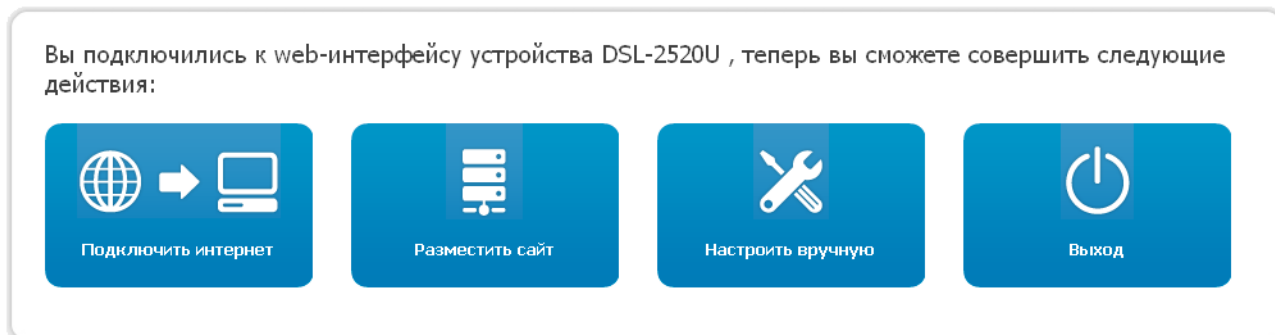 Вы подключились к web-интерфейсу устройства DSL-2520U , теперь вы сможете совершить следующие
действия:
Подключить интернет
Разместить сайт
Настроить вручную
Выход